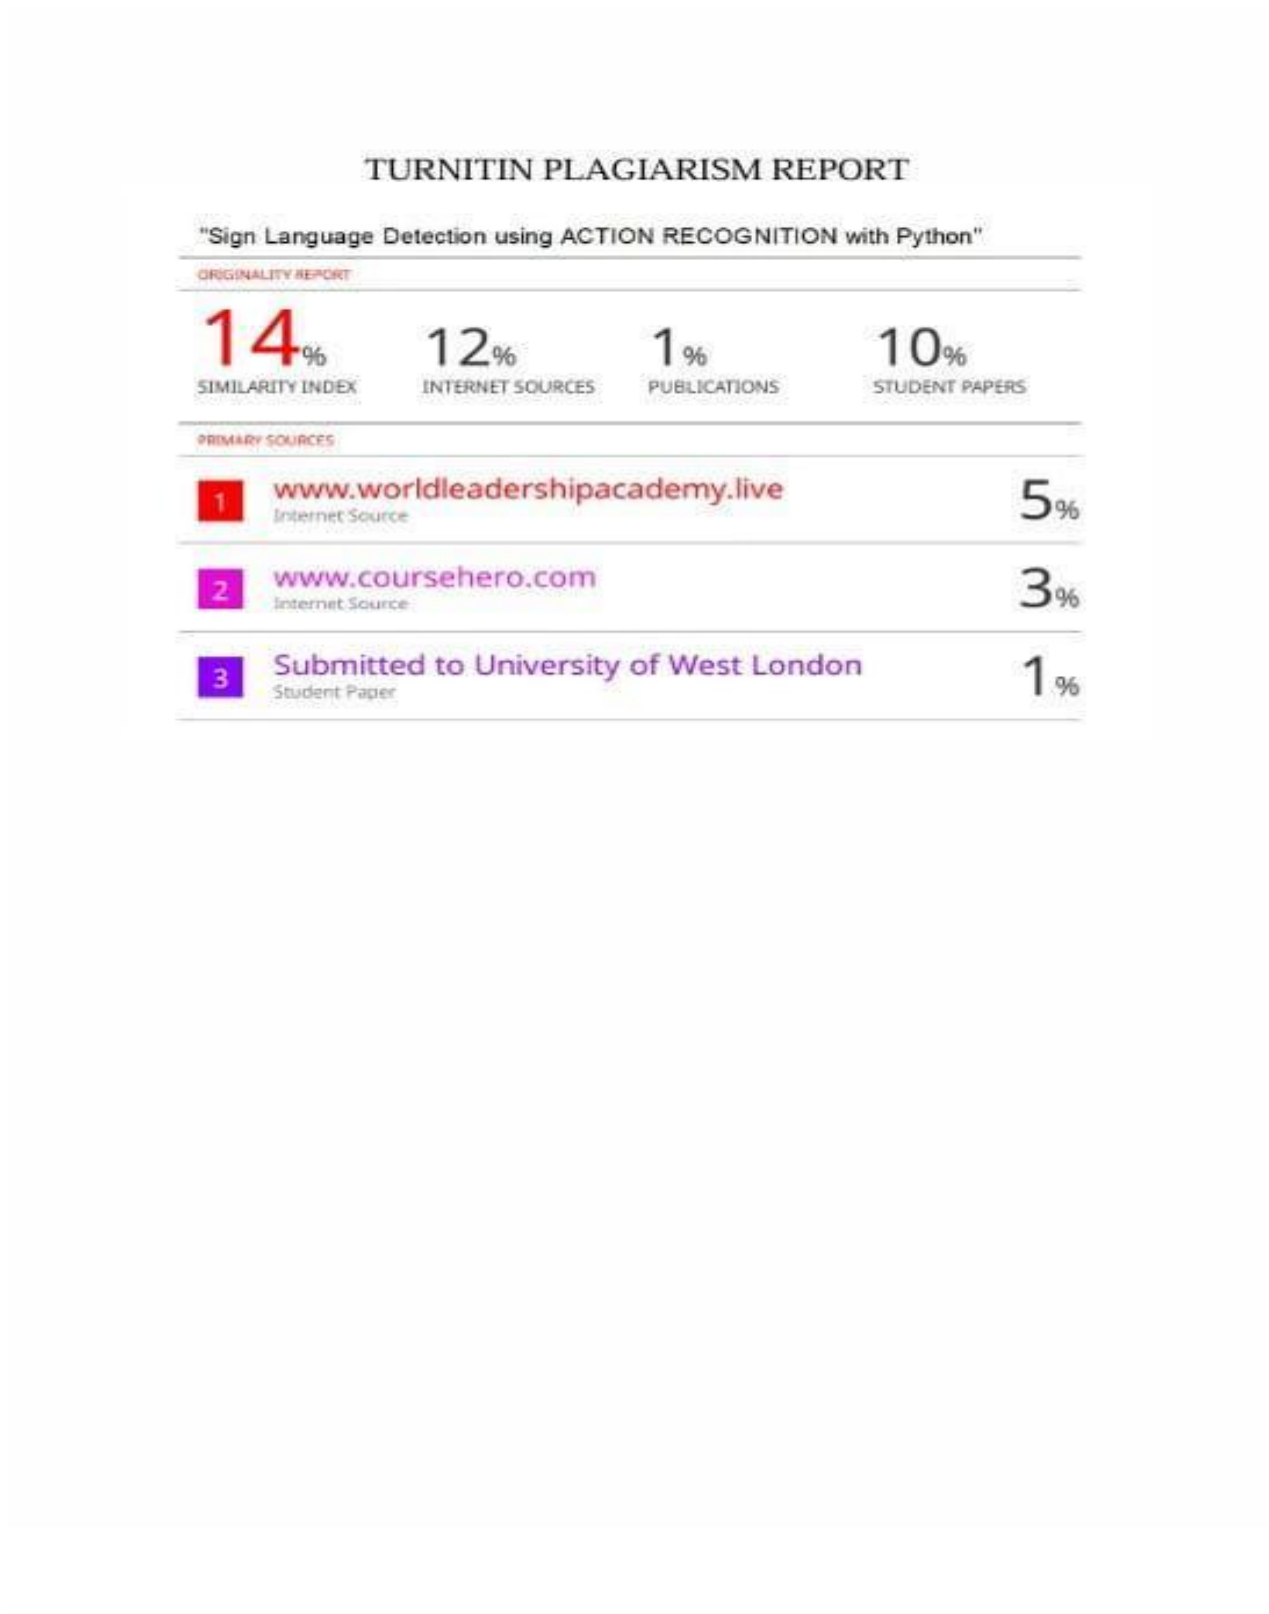 TURNITIN PLAGIARISM REPORT
"Sign Language Detection using ACTION RECOGNITION with Python"
ORIGINALITY REPORT
14% 12% 1% 10%
SIMILARITY INDEX INTERNET SOURCES PUBLICATIONS STUDENT PAPERS
PRIMARY SOURCES
1 www.worldleadershipacademy.live 5%
Internet Source
2 www.coursehero.com 3%
Internet Source
3 Submitted to University of West London 1%
Student Paper